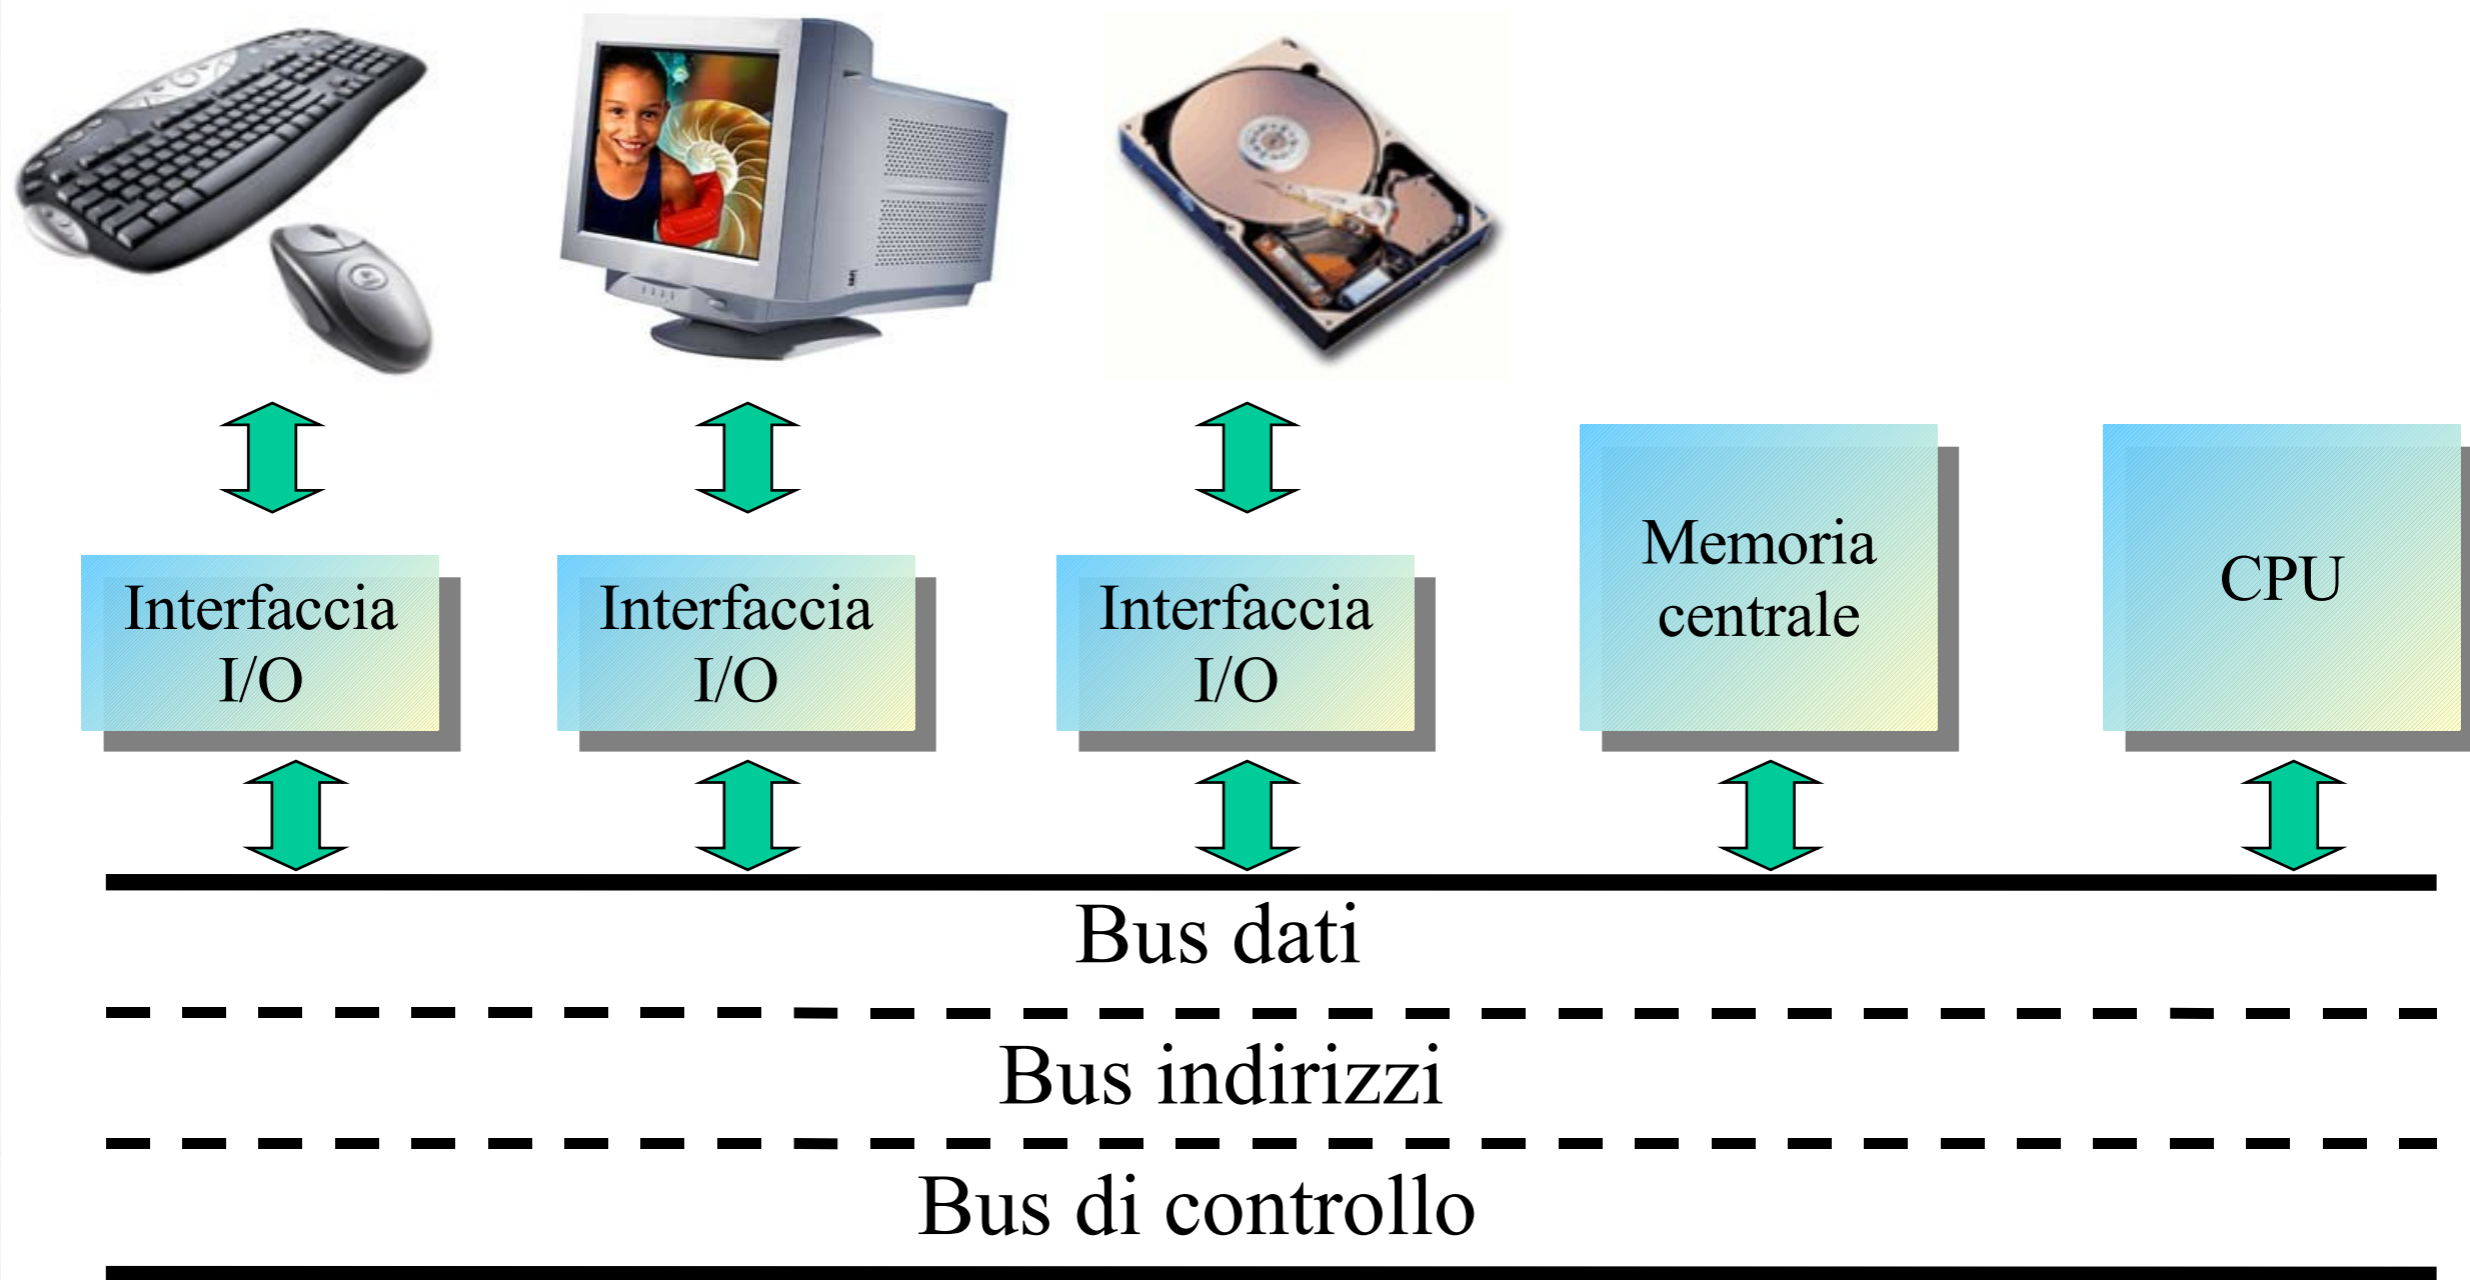 Interfaccia
I/O
Interfaccia
I/O
Interfaccia
I/O
Memoria
centrale
CPU
Bus dati
Bus indirizzi
Bus di controllo